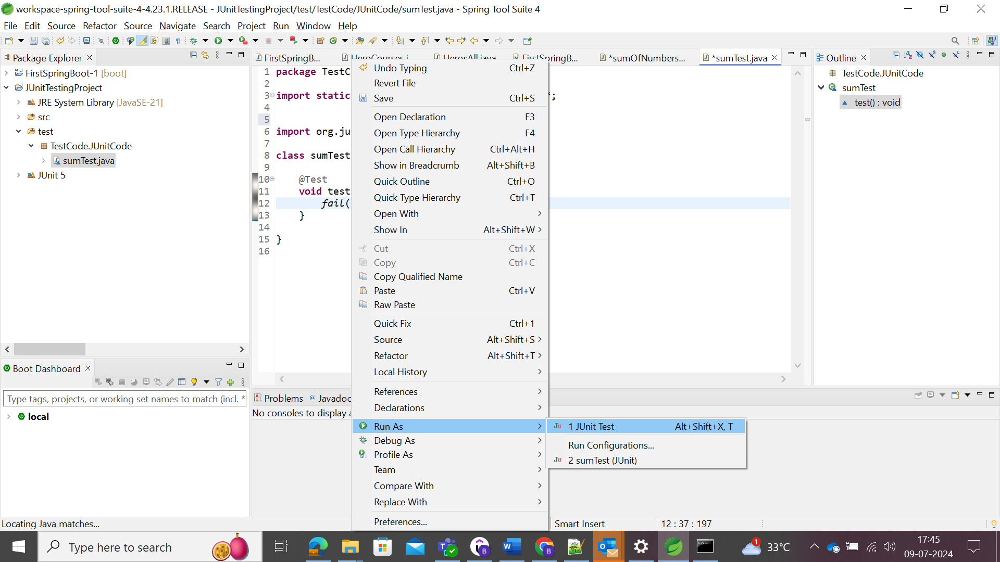 workspace-spring-tool-suite-4-4.23.1.RELEASE - JUnitTestingProject/test/TestCode/JUnitCode/sumTest.java - Spring Tool Suite 4
File Edit Source Refactor Source Navigate Search Project Run Window Help
Package Explorer
FirstSpringBoot-1 [boot]
JUnitTestingProject
JRE System Library [JavaSE-21]
src
test
TestCode.JUnitCode
sumTest.java
JUnit 5
Boot Dashboard
Type tags, projects, or working set names to match (incl. *
local
FirstSpringB... HeroCourses.j HerosAll.java FirstSpringB... *sumOfNumbers... *sumTest.java
1 package TestC
2
3 import static *;
4
5
6 import org.ju
7
8 class sumTest
9
10 @Test
11 void test
12 fail(
13 }
14
15 }
16
Undo Typing Ctrl+Z
Revert File
Save Ctrl+S
Open Declaration F3
Open Type Hierarchy F4
Open Call Hierarchy Ctrl+Alt+H
Show in Breadcrumb Alt+Shift+B
Quick Outline Ctrl+O
Quick Type Hierarchy Ctrl+T
Open With
Show In Alt+Shift+W
Cut Ctrl+X
Copy Ctrl+C
Copy Qualified Name
Paste Ctrl+V
Raw Paste
Quick Fix Ctrl+1
Source Alt+Shift+S
Refactor Alt+Shift+T
Local History
References
Declarations
Run As
Debug As
Profile As
Team
Compare With
Replace With
Preferences...
1 JUnit Test Alt+Shift+X, T
Run Configurations...
2 sumTest (JUnit)
Problems @ Javadoc
No consoles to display a
Outline
TestCode.JUnitCode
sumTest
test() : void
Locating Java matches...
Smart Insert
12 : 37 : 197
Type here to search
1
33°C
17:45
09-07-2024